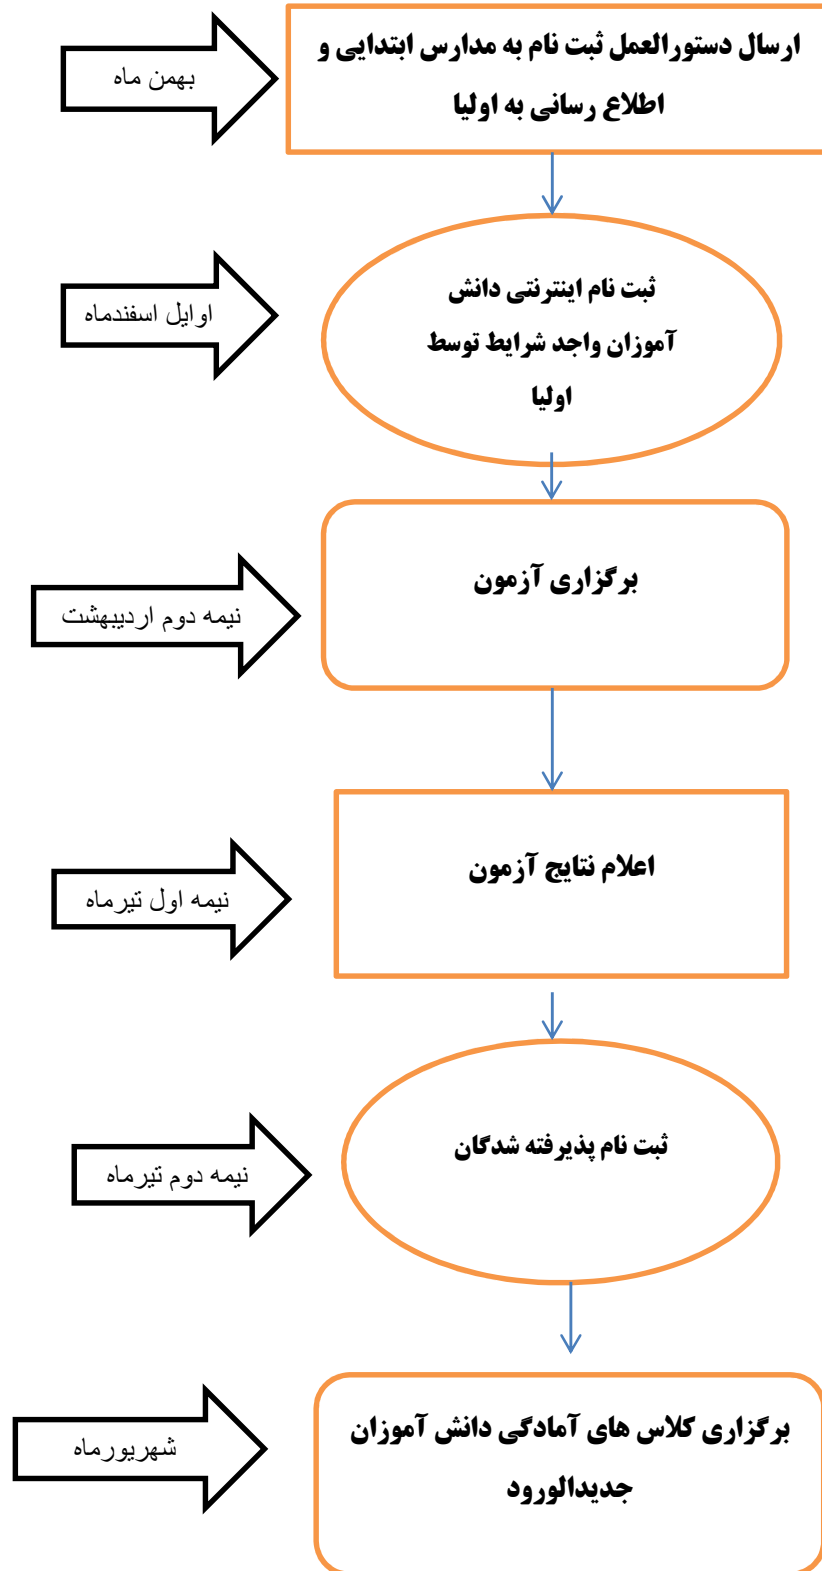 ارسال دستورالعمل ثبت نام به مدارس ابتدایی و
اطلاع رسانی به اولیا
بهمن ماه
ثبت نام اینترنتی دانش
آموزان واجد شرایط توسط
اولیا
اوایل اسفندماه
برگزاری آزمون
نیمه دوم اردیبهشت
اعلام نتایج آزمون
نیمه اول تیرماه
ثبت نام پذیرفته شدگان
نیمه دوم تیرماه
برگزاری کلاس های آمادگی دانش آموزان
جدیدالورود
شهریورماه